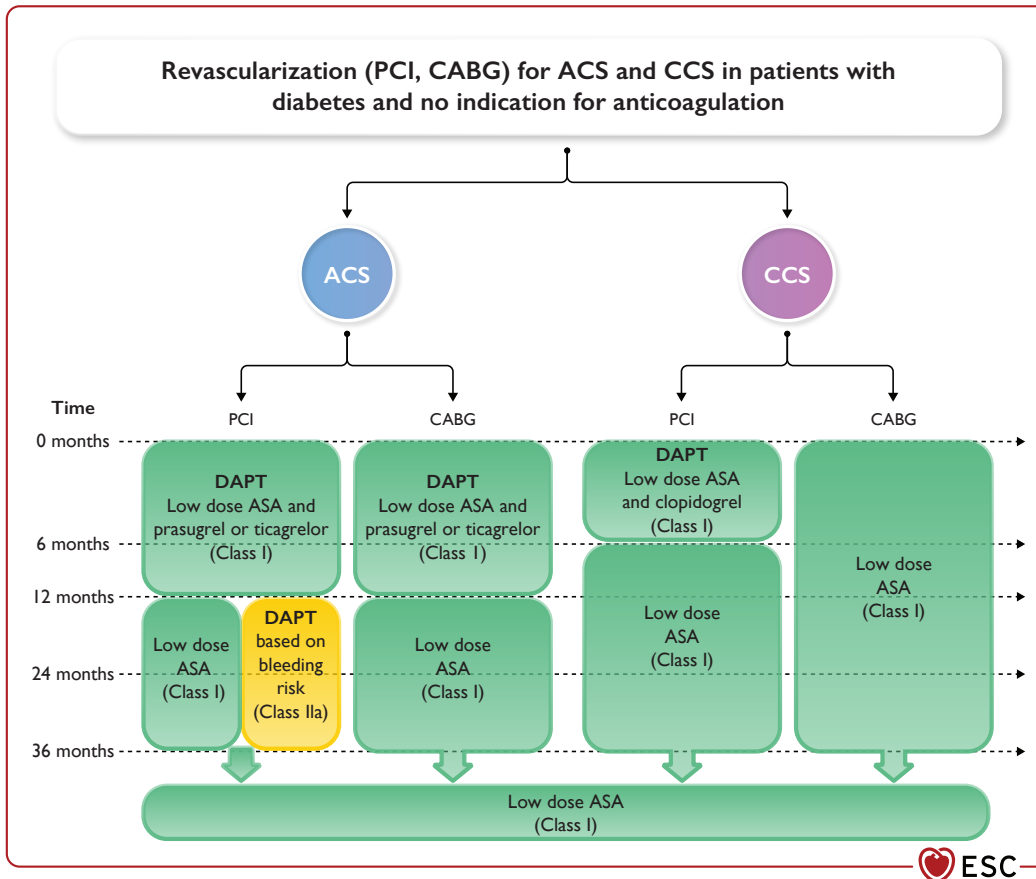 Revascularization (PCI, CABG) for ACS and CCS in patients with
diabetes and no indication for anticoagulation
ACS
CCS
Time
PCI
CABG
PCI
CABG
0 months
DAPT
Low dose ASA and
prasugrel or ticagrelor
(Class I)
DAPT
Low dose ASA and
prasugrel or ticagrelor
(Class 1)
DAPT
Low dose ASA
and clopidogrel
(Class I)
Low dose
ASA
(Class I)
6 months
12 months
Low dose
ASA
(Class I)
DAPT
based on
bleeding
risk
(Class IIa)
Low dose
ASA
(Class I)
Low dose
ASA
(Class I)
24 months
36 months
Low dose ASA
(Class I)
ESC